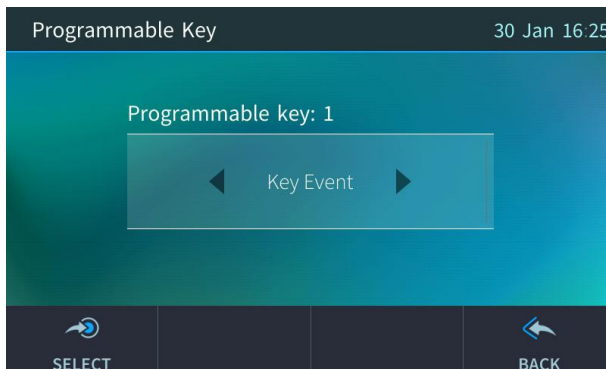 Programmable Key 30 Jan 16:25
Programmable key: 1
Key Event
SELECT BACK